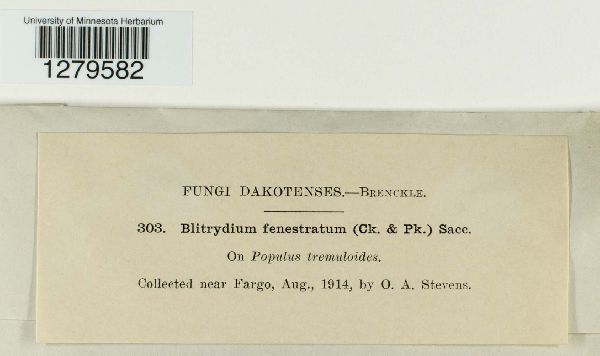 University of Minnesota Herbarium
1279582
FUNGI DAKOTENSES.—BRENCKLE.
303. Blitrydium fenestratum (Ck. & Pk.) Sacc.
On Populus tremuloides.
Collected near Fargo, Aug., 1914, by O. A. Stevens.